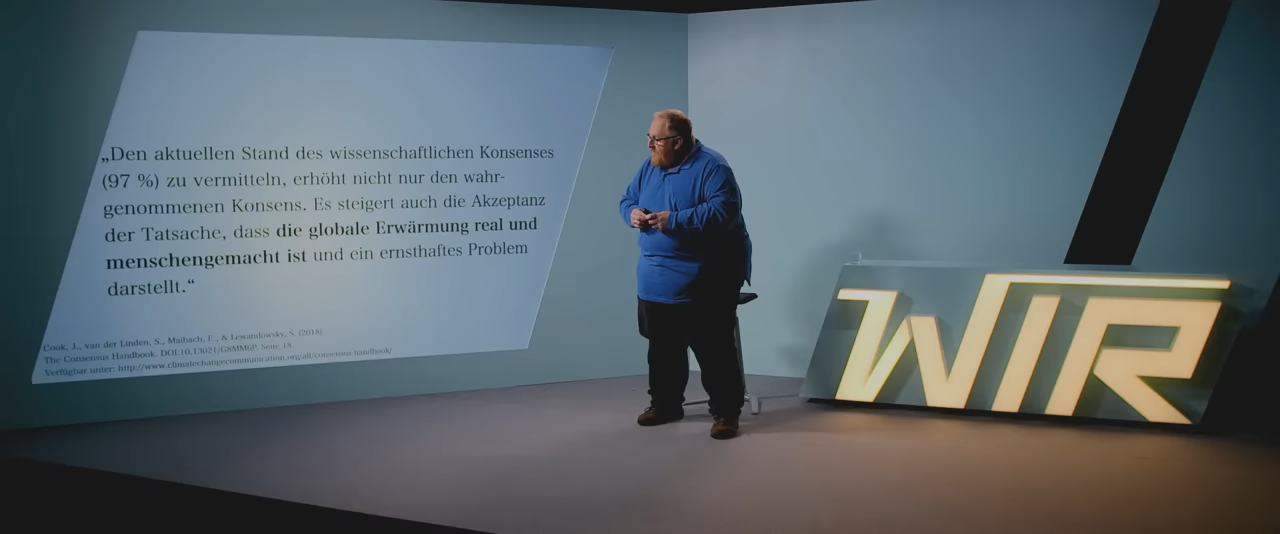 „Den aktuellen Stand des wissenschaftlichen Konsenses
(97 %) zu vermitteln, erhöht nicht nur den wahr-
genommenen Konsens. Es steigert auch die Akzeptanz
der Tatsache, dass die globale Erwärmung real und
menschengemacht ist und ein ernsthaftes Problem
darstellt.“
Cook, J., van der Linden, S., Maibach, E., & Lewandowsky, S. (2018)
The Consensus Handbook. DOI:10.13021/G8MM6P. Seite 18.
Verfügbar unter: http://www.climatechangecommunication.org/all/consensus-handbook/
WIR